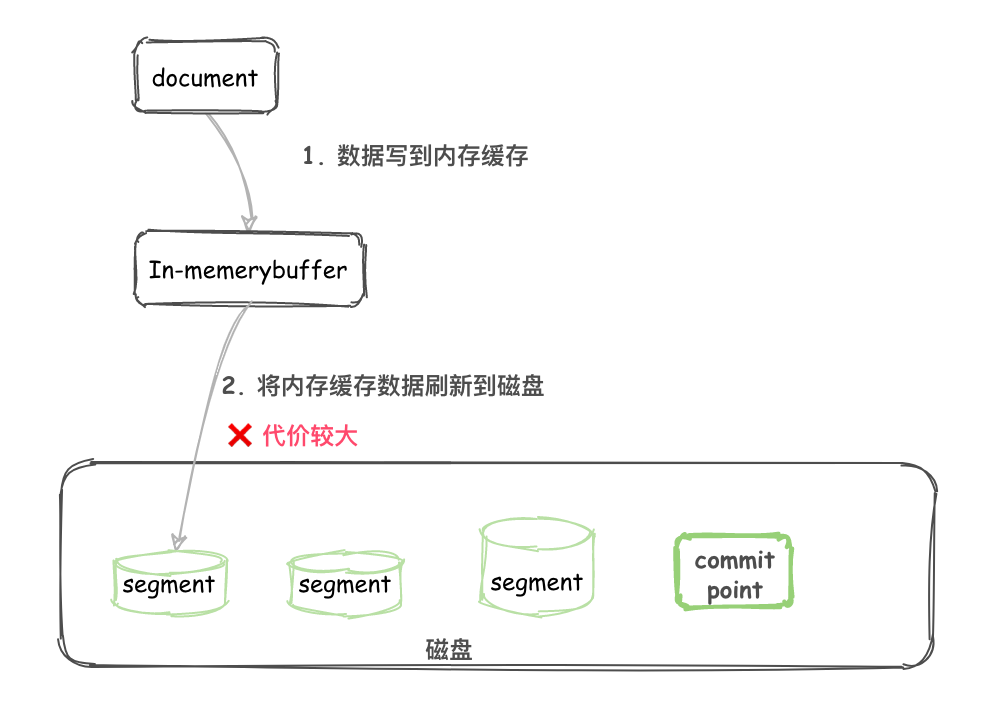 document
1. 数据写到内存缓存
In-memerybuffer
2. 将内存缓存数据刷新到磁盘
❌ 代价较大
segment
segment
segment
commit
point
磁盘